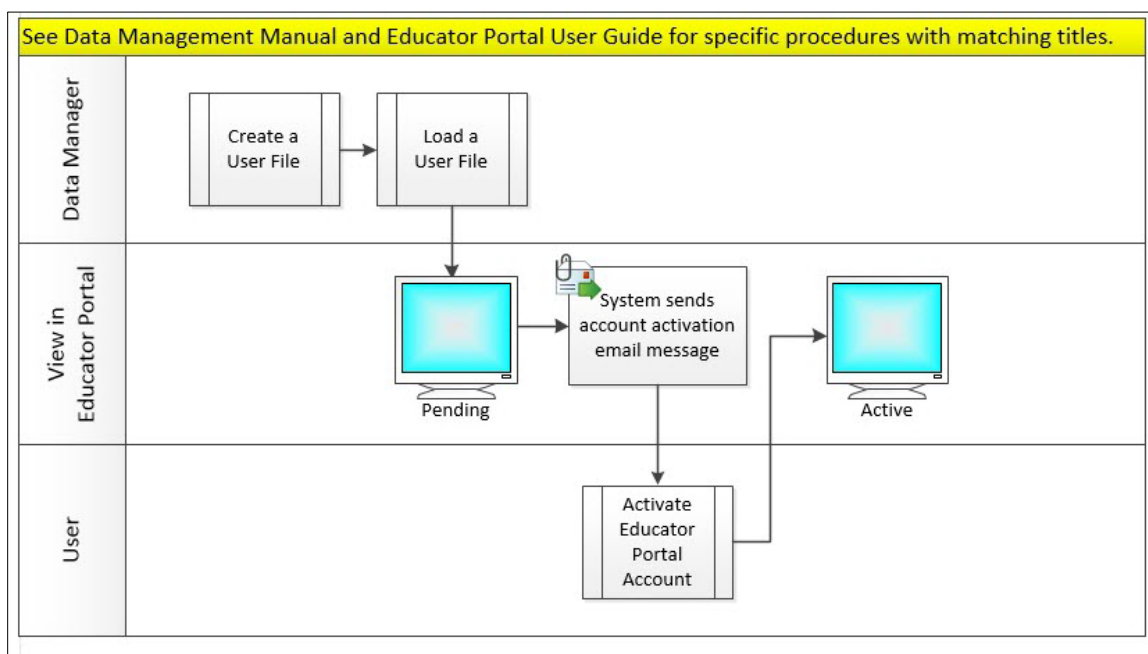 See Data Management Manual and Educator Portal User Guide for specific procedures with matching titles.
Data Manager
Create a
User File
Load a
User File
View in
Educator Portal
Pending
System sends
account activation
email message
Active
User
Activate
Educator
Portal
Account